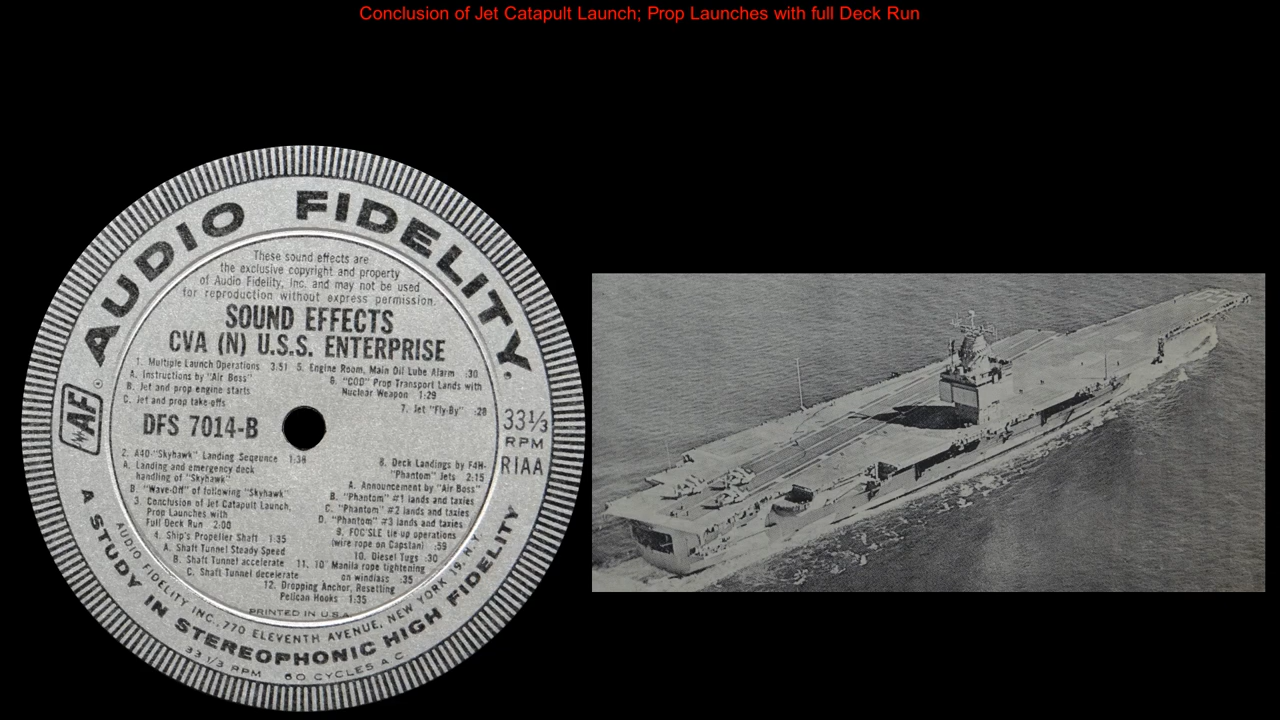 Conclusion of Jet Catapult Launch; Prop Launches with full Deck Run
AUDIO FIDELITY®
These sound effects are
the exclusive copyright and property
of Audio Fidelity, Inc. and may not be used
for reproduction without express permission.
SOUND EFFECTS
CVA (N) U.S.S. ENTERPRISE
1. Multiple Launch Operations 3:51
A. Instructions by "Air Boss"
B. Jet and prop engine starts
C. Jet and prop take-offs
5. Engine Room, Main Oil Lube Alarm :30
6. "COD" Prop Transport Lands with
Nuclear Weapon 1:29
7. Jet "Fly-By" :28
AF
DFS 7014-B
33⅓
RPM
RIAA
2. A4D-"Skyhawk" Landing Sequence 1:38
A. Landing and emergency deck
handling of "Skyhawk"
B. "Wave-Off" of following "Skyhawk"
3. Conclusion of Jet Catapult Launch,
Prop Launches with
Full Deck Run 2:00
4. Ship's Propeller Shaft 1:35
A. Shaft Tunnel Steady Speed
B. Shaft Tunnel accelerate
C. Shaft Tunnel decelerate
8. Deck Landings by F4H-
"Phantom" Jets 2:15
A. Announcement by "Air Boss"
B. "Phantom" #1 lands and taxies
C. "Phantom" #2 lands and taxies
D. "Phantom" #3 lands and taxies
9. FOC'SLE tie up operations
(wire rope on Capstan) :59
10. Diesel Tugs :30
11. 10" Manila rope tightening
on windlass :35
12. Dropping Anchor, Resetting
Pelican Hooks 1:35
PRINTED IN U.S.A.
AUDIO FIDELITY INC., 770 ELEVENTH AVENUE, NEW YORK 19, N.Y.
A STUDY IN STEREOPHONIC HIGH FIDELITY
33 1/3 RPM 60 CYCLES A C